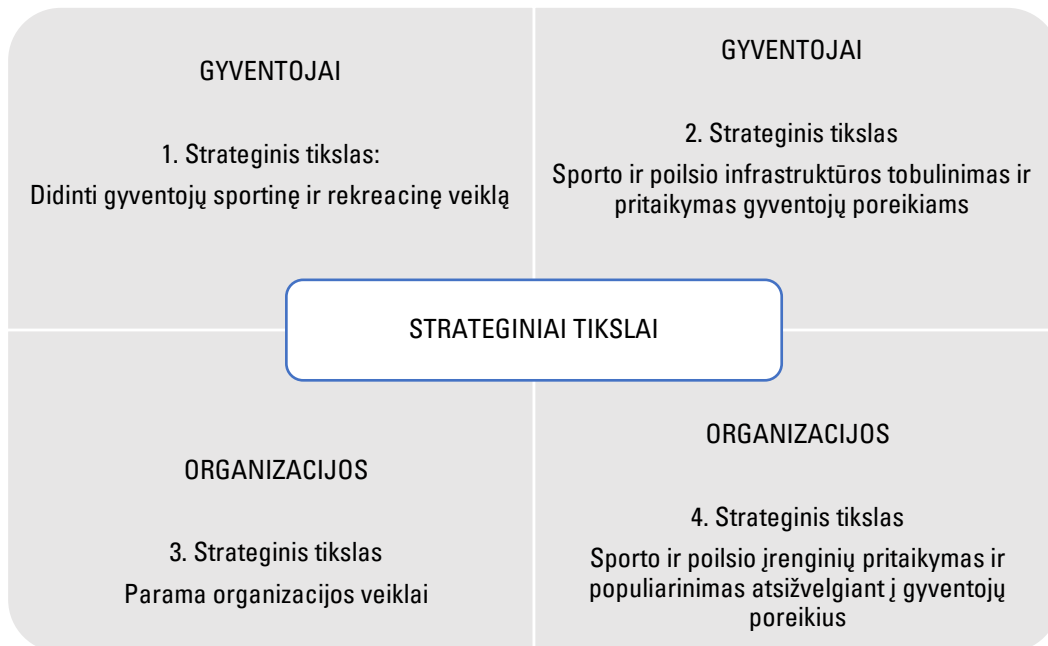 GYVENTOJAI
1. Strateginis tikslas:
Didinti gyventojų sportinę ir rekreacinę veiklą
GYVENTOJAI
2. Strateginis tikslas
Sporto ir poilsio infrastruktūros tobulinimas ir
pritaikymas gyventojų poreikiams
STRATEGINIAI TIKSLAI
ORGANIZACIJOS
3. Strateginis tikslas
Parama organizacijos veiklai
ORGANIZACIJOS
4. Strateginis tikslas
Sporto ir poilsio įrenginių pritaikymas ir
populiarinimas atsižvelgiant į gyventojų
poreikius